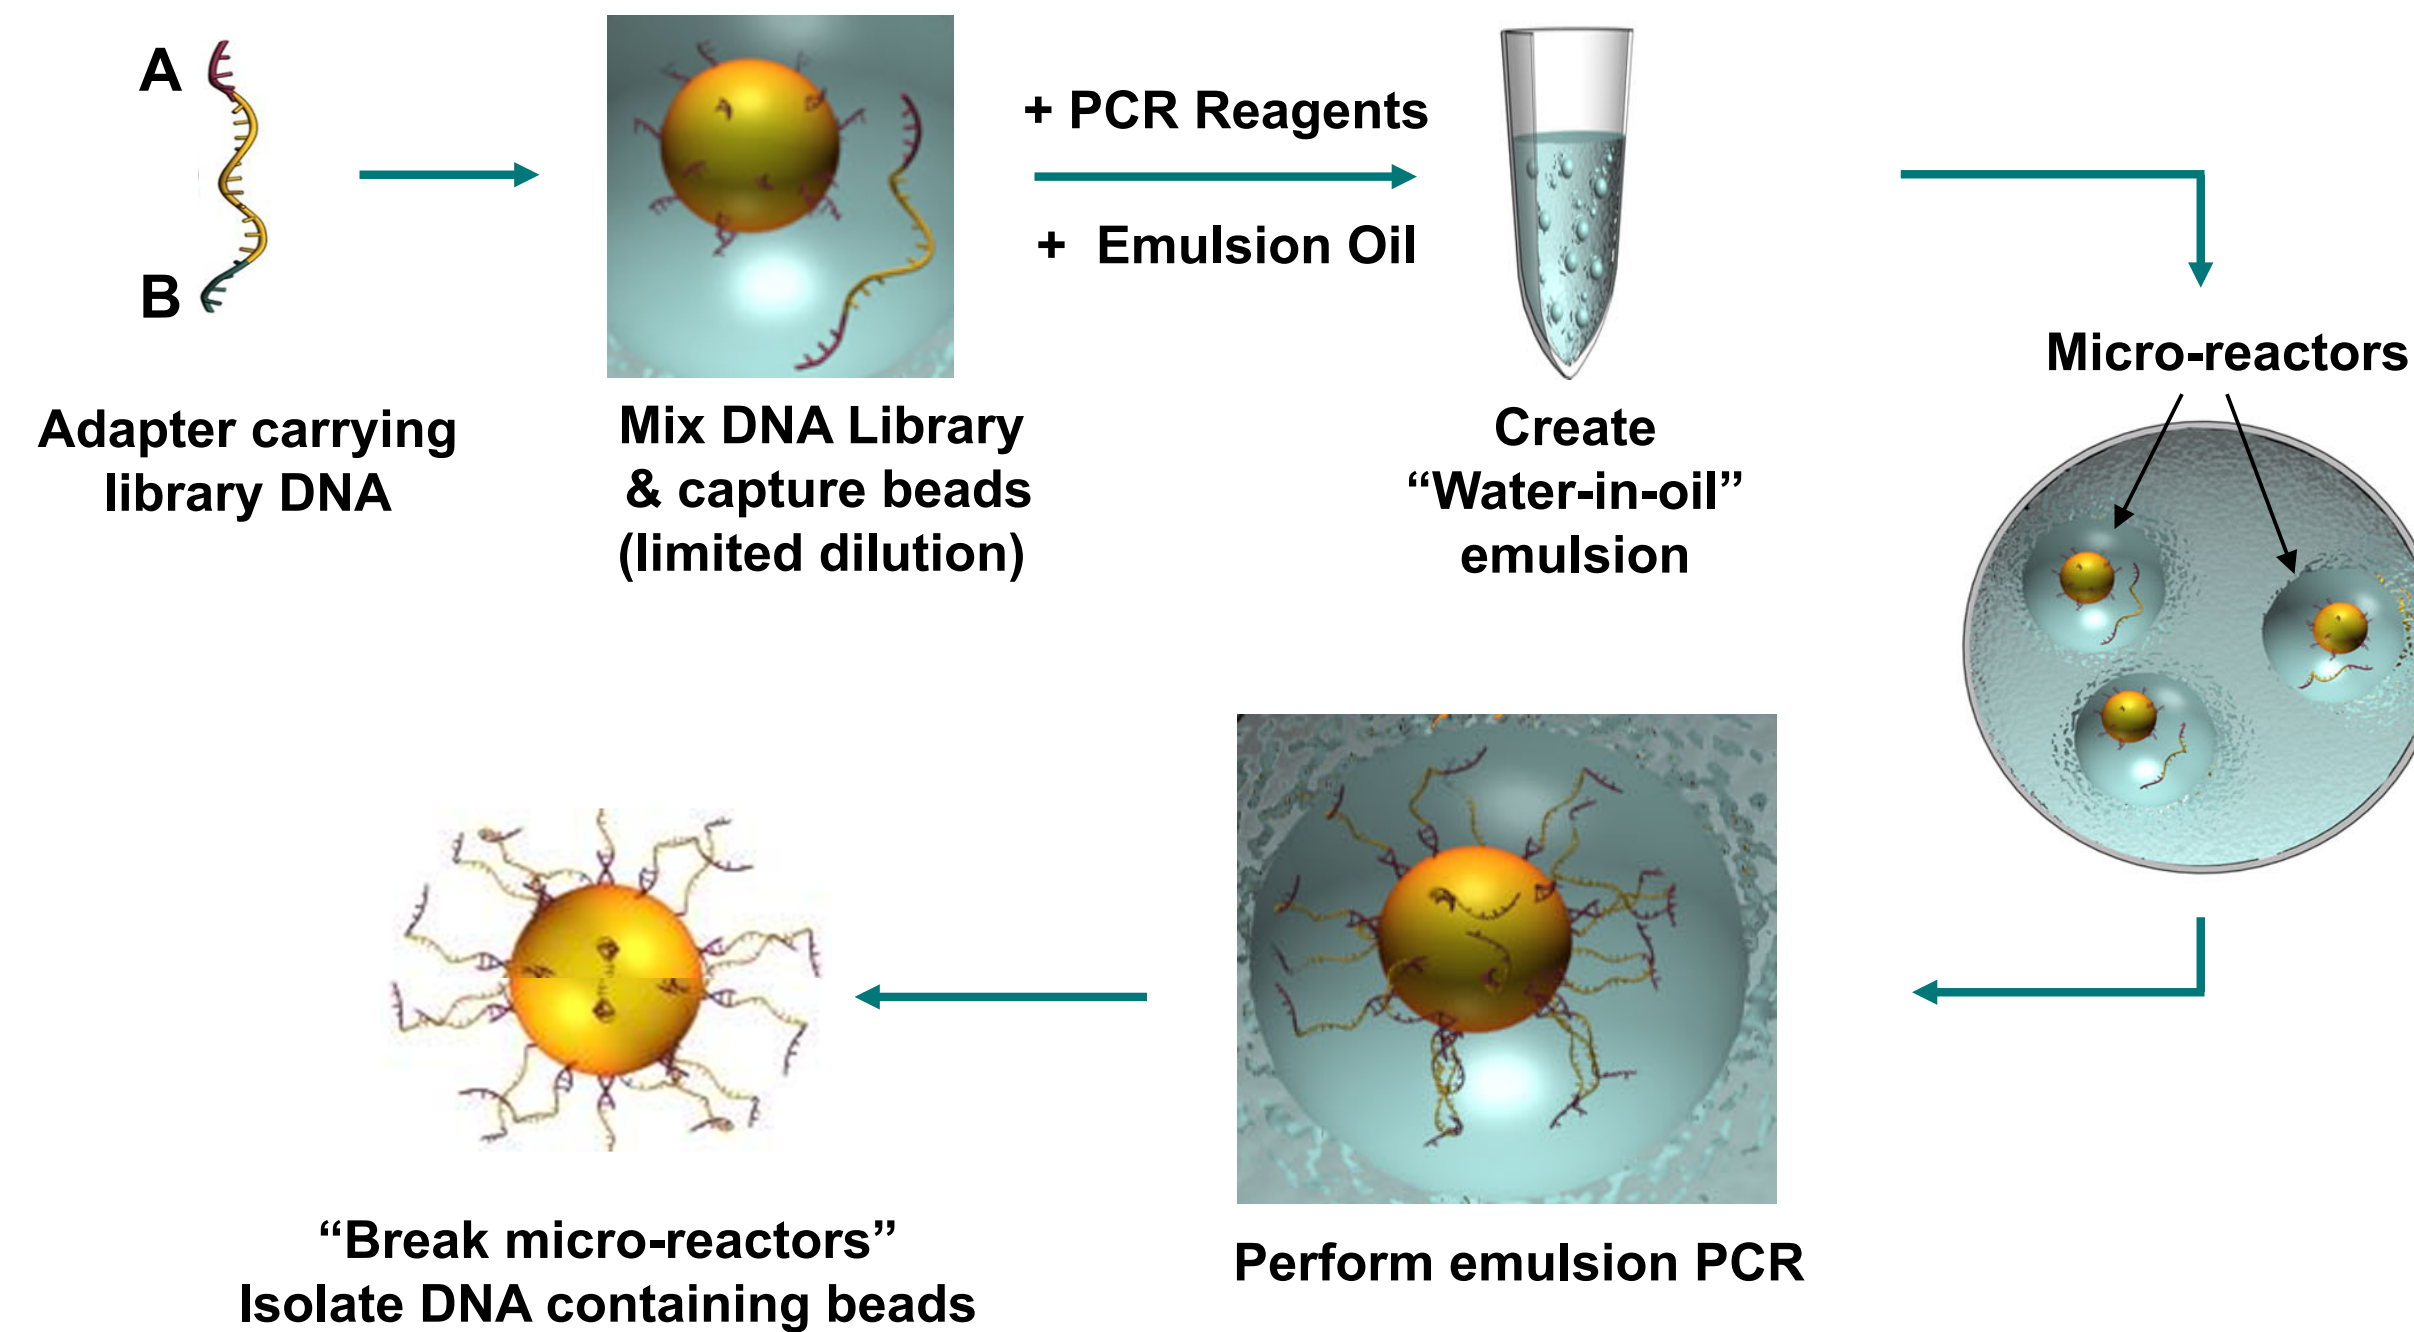 A
B
Adapter carrying
library DNA
Mix DNA Library
& capture beads
(limited dilution)
+ PCR Reagents
+ Emulsion Oil
Create
“Water-in-oil”
emulsion
Micro-reactors
Perform emulsion PCR
“Break micro-reactors”
Isolate DNA containing beads